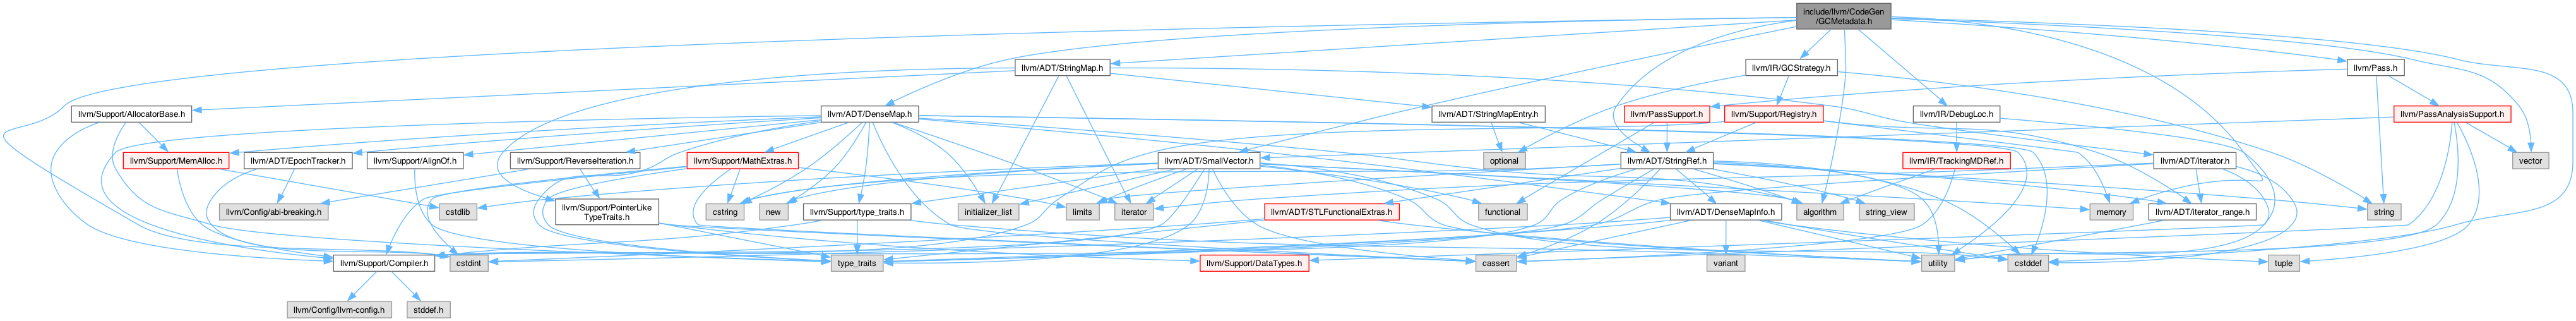 include/llvm/CodeGen
/GCMetadata.h
llvm/ADT/StringMap.h
llvm/IR/GCStrategy.h
llvm/Pass.h
llvm/Support/AllocatorBase.h
llvm/ADT/DenseMap.h
llvm/ADT/StringMapEntry.h
llvm/PassSupport.h
llvm/Support/Registry.h
llvm/IR/DebugLoc.h
llvm/PassAnalysisSupport.h
llvm/Support/MemAlloc.h
llvm/ADT/EpochTracker.h
llvm/Support/AlignOf.h
llvm/Support/ReverseIteration.h
llvm/Support/MathExtras.h
llvm/ADT/SmallVector.h
optional
llvm/ADT/StringRef.h
llvm/IR/TrackingMDRef.h
llvm/ADT/iterator.h
vector
llvm/Config/abi-breaking.h
cstdlib
llvm/Support/PointerLike
TypeTraits.h
cstring
new
llvm/Support/type_traits.h
initializer_list
limits
iterator
llvm/ADT/STLFunctionalExtras.h
functional
algorithm
string_view
llvm/ADT/DenseMapInfo.h
memory
llvm/ADT/iterator_range.h
string
llvm/Support/Compiler.h
cstdint
type_traits
llvm/Support/DataTypes.h
cassert
variant
utility
cstddef
tuple
llvm/Config/llvm-config.h
stddef.h